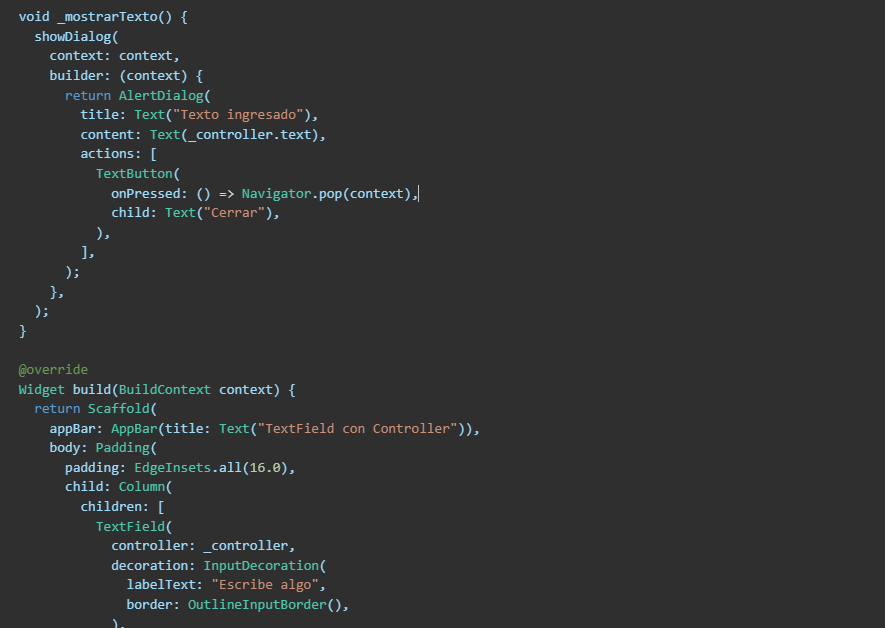 void _mostrarTexto() {
  showDialog(
    context: context,
    builder: (context) {
      return AlertDialog(
        title: Text("Texto ingresado"),
        content: Text(_controller.text),
        actions: [
          TextButton(
            onPressed: () => Navigator.pop(context),
            child: Text("Cerrar"),
          ),
        ],
      );
    },
  );
}

@override
Widget build(BuildContext context) {
  return Scaffold(
    appBar: AppBar(title: Text("TextField con Controller")),
    body: Padding(
      padding: EdgeInsets.all(16.0),
      child: Column(
        children: [
          TextField(
            controller: _controller,
            decoration: InputDecoration(
              labelText: "Escribe algo",
              border: OutlineInputBorder(),
            ),